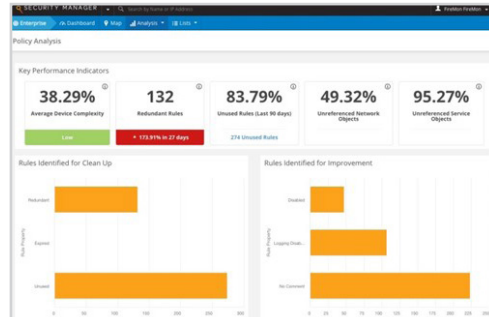 SECURITY MANAGER
Search by Name or IP Address
FireMon FireMon
Enterprise
Dashboard
Map
Analysis
Lists
Policy Analysis
Key Performance Indicators
38.29%
Average Device Complexity
Low
132
Redundant Rules
173.91% in 27 days
83.79%
Unused Rules (Last 90 days)
274 Unused Rules
49.32%
Unreferenced Network
Objects
95.27%
Unreferenced Service
Objects
Rules Identified for Clean Up
Rule Property
Redundant
Expired
Unused
0 50 100 150 200 250 300
Rules Identified for Improvement
Rule Property
Disabled
Logging Disab...
No Comment
0 25 50 75 100 125 150 175 200 225 250